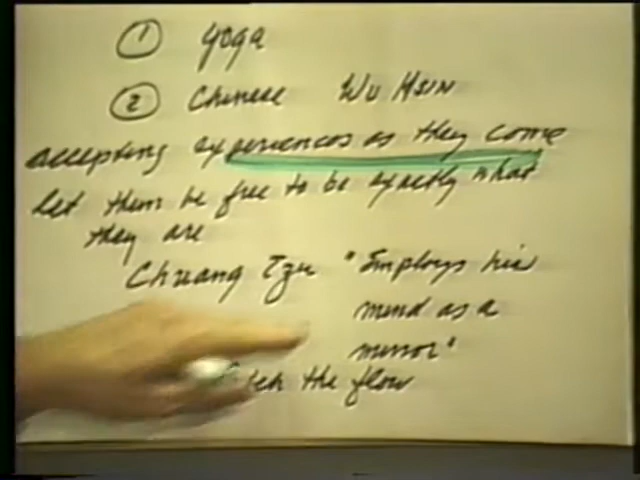 ① Yoga
② Chinese WU HSIN
accepting experiences as they come
let them be free to be exactly what
they are
Chuang Tzu "Employs his
mind as a
mirror"
the flow